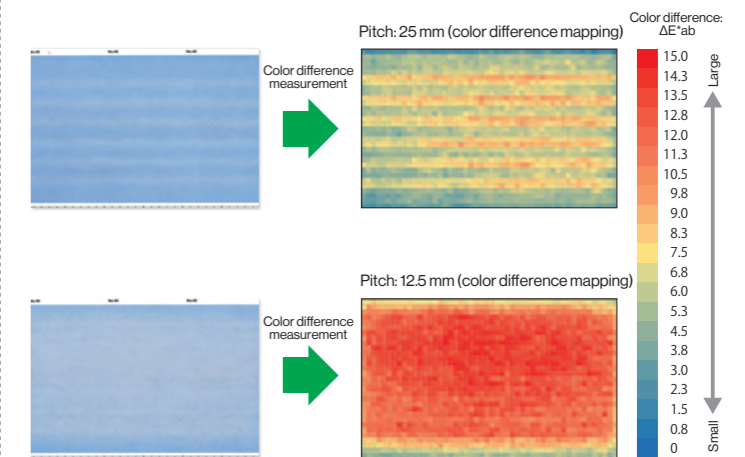 Color difference:
ΔE*ab
Pitch: 25 mm (color difference mapping)
Color difference
measurement
15.0
14.3
13.5
12.8
12.0
11.3
10.5
9.8
9.0
8.3
7.5
6.8
6.0
5.3
4.5
3.8
3.0
2.3
1.5
0.8
0
Large
Small
Pitch: 12.5 mm (color difference mapping)
Color difference
measurement